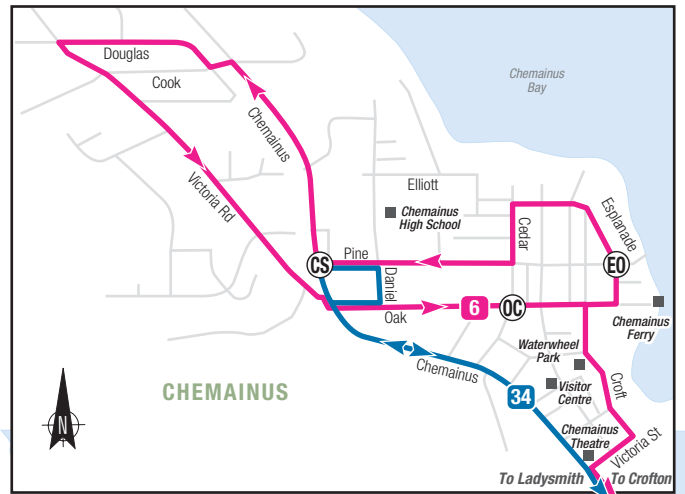 Douglas
Cook
Chemainus
Bay
Chemainus
Victoria Rd
Elliott
Chemainus
High School
Cedar
Esplanade
CS
Pine
EO
Daniel
Oak
6
OC
Chemainus
Ferry
Waterwheel
Park
Chemainus
CHEMAINUS
34
Visitor
Centre
Croft
N
Chemainus
Theatre
Victoria St
To Ladysmith
To Crofton